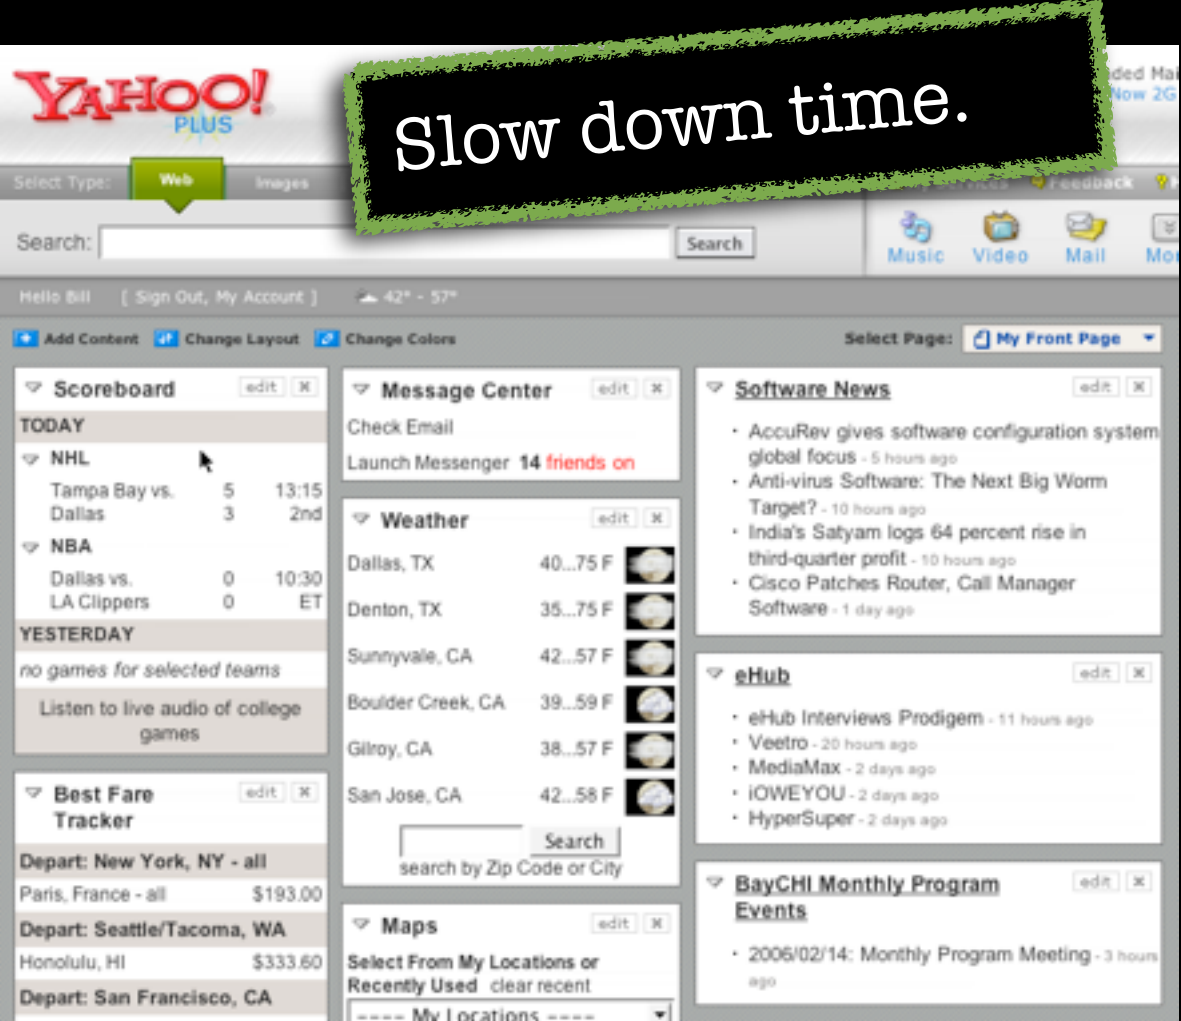 Slow down time.
YAHOO!
PLUS
Now 2G
Select Type: Web Images
Feedback
Search: Search
Music Video Mail
Hello Bill [ Sign Out, My Account ] 42° - 57°
Add Content Change Layout Change Colors
Select Page: My Front Page
Scoreboard edit
TODAY
NHL
Tampa Bay vs. 5 13:15
Dallas 3 2nd
NBA
Dallas vs. 0 10:30
LA Clippers 0 ET
YESTERDAY
no games for selected teams
Listen to live audio of college
games
Best Fare edit
Tracker
Depart: New York, NY - all
Paris, France - all $193.00
Depart: Seattle/Tacoma, WA
Honolulu, HI $333.60
Depart: San Francisco, CA
Message Center edit
Check Email
Launch Messenger 14 friends on
Weather edit
Dallas, TX 40...75 F
Denton, TX 35...75 F
Sunnyvale, CA 42...57 F
Boulder Creek, CA 39...59 F
Gilroy, CA 38...57 F
San Jose, CA 42...58 F
Search
search by Zip Code or City
Maps edit
Select From My Locations or
Recently Used clear recent
---- My Locations ----
Software News edit
· AccuRev gives software configuration system
global focus - 5 hours ago
· Anti-virus Software: The Next Big Worm
Target? - 10 hours ago
· India's Satyam logs 64 percent rise in
third-quarter profit - 10 hours ago
· Cisco Patches Router, Call Manager
Software - 1 day ago
eHub edit
· eHub Interviews Prodigem - 11 hours ago
· Veetro - 20 hours ago
· MediaMax - 2 days ago
· iOWEYOU - 2 days ago
· HyperSuper - 2 days ago
BayCHI Monthly Program edit
Events
· 2006/02/14: Monthly Program Meeting - 3 hours
ago